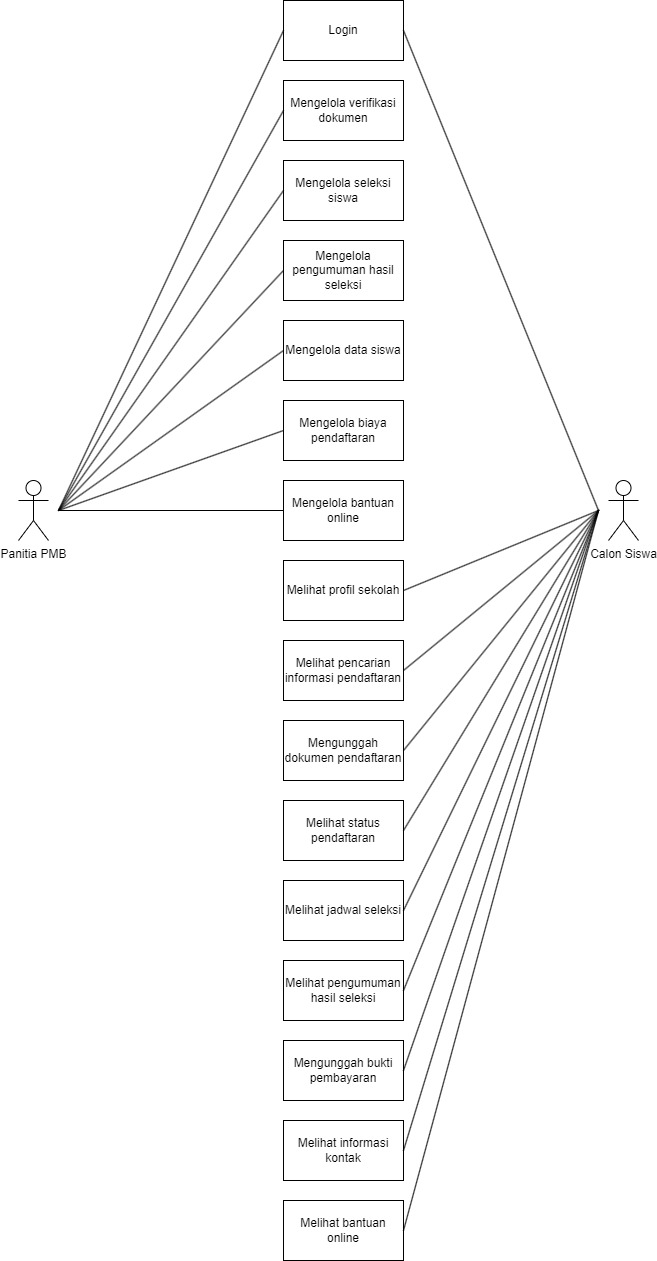 Login
Mengelola verifikasi
dokumen
Mengelola seleksi
siswa
Mengelola
pengumuman hasil
seleksi
Mengelola data siswa
Mengelola biaya
pendaftaran
Mengelola bantuan
online
Panitia PMB
Calon Siswa
Melihat profil sekolah
Melihat pencarian
informasi pendaftaran
Mengunggah
dokumen pendaftaran
Melihat status
pendaftaran
Melihat jadwal seleksi
Melihat pengumuman
hasil seleksi
Mengunggah bukti
pembayaran
Melihat informasi
kontak
Melihat bantuan
online